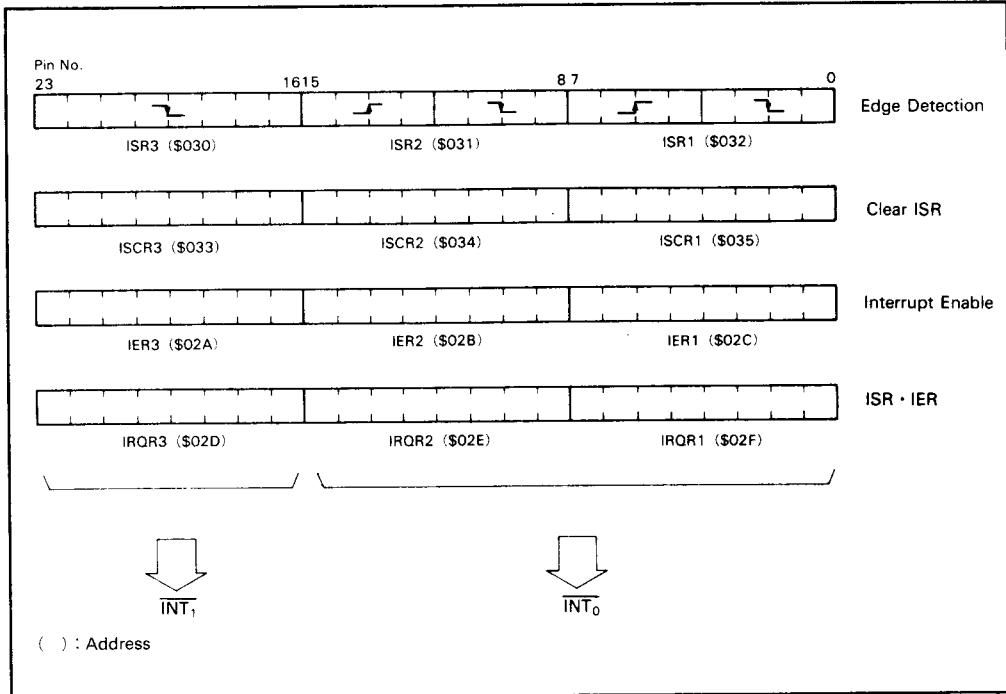 Pin No.
23 1615 8 7 0
Edge Detection
ISR3 ($030) ISR2 ($031) ISR1 ($032)
Clear ISR
ISCR3 ($033) ISCR2 ($034) ISCR1 ($035)
Interrupt Enable
IER3 ($02A) IER2 ($02B) IER1 ($02C)
ISR · IER
IRQR3 ($02D) IRQR2 ($02E) IRQR1 ($02F)
INT₁ INT₀
( ) : Address